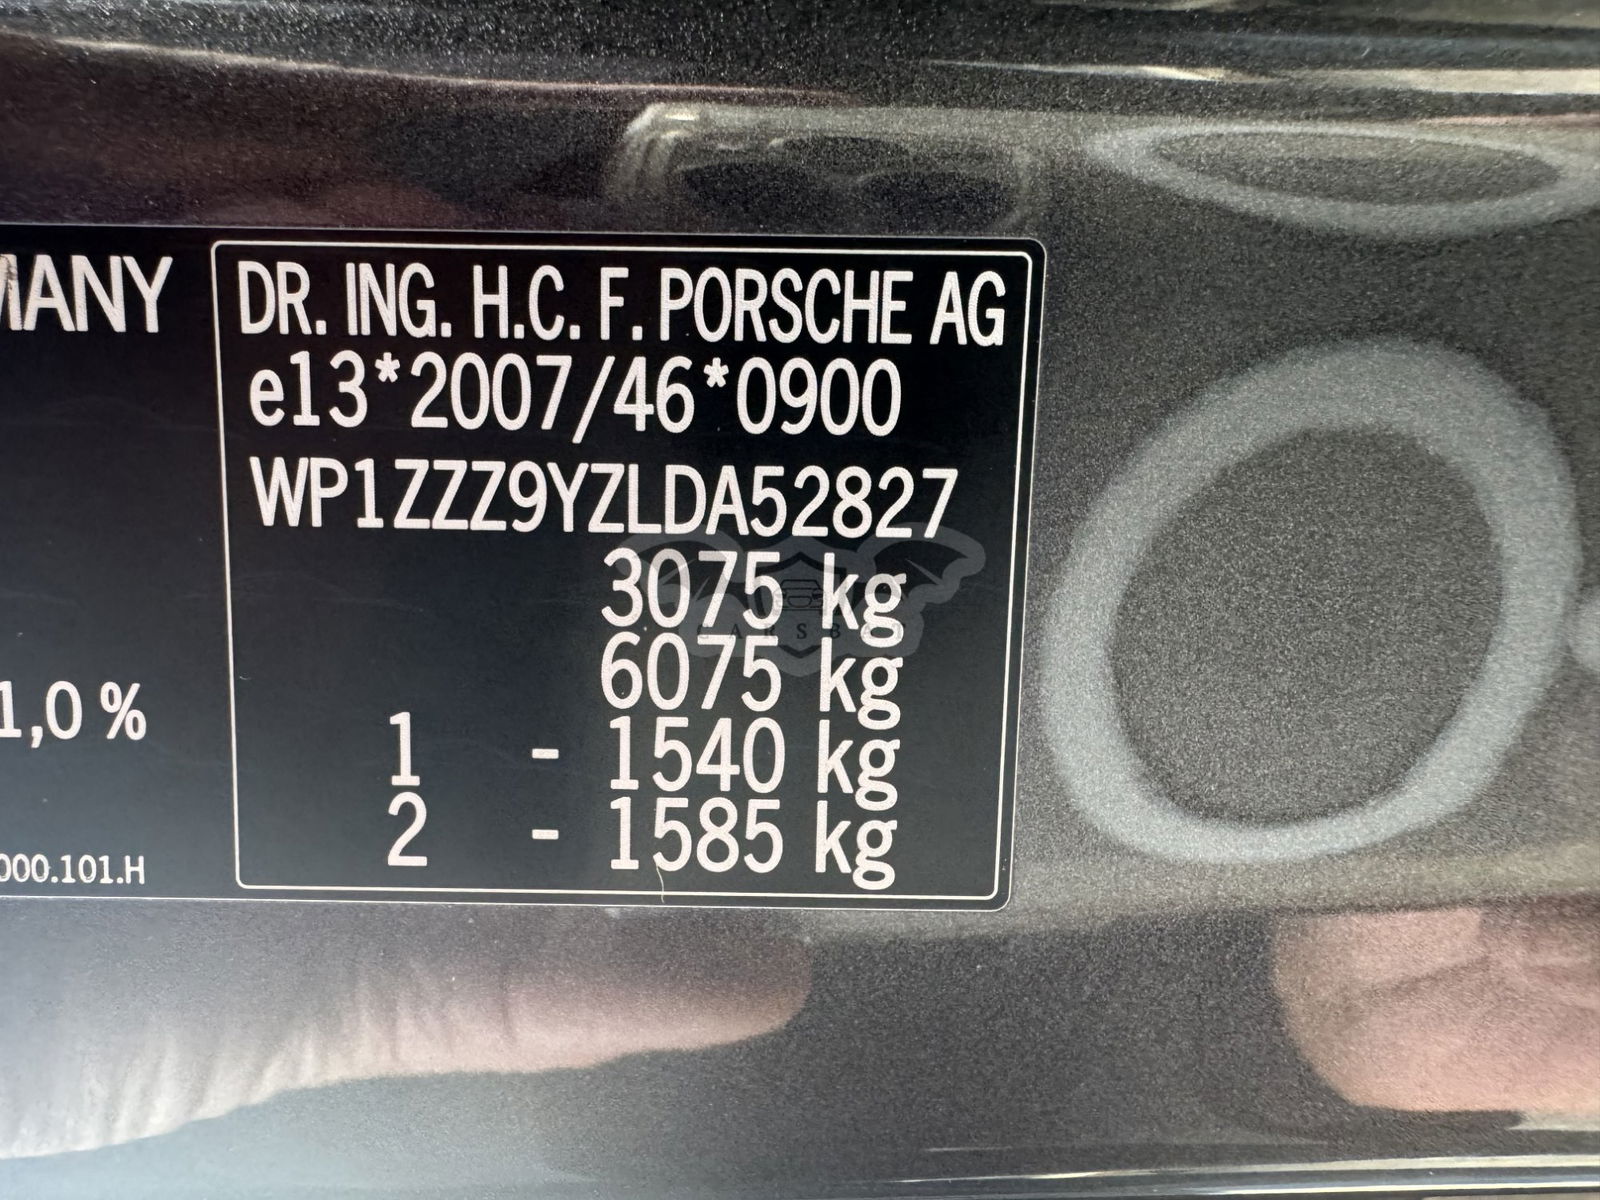 MANY
DR. ING. H.C. F. PORSCHE AG
e13*2007/46*0900
WP1ZZZ9YZLDA52827
3075 kg
6075 kg
1 - 1540 kg
2 - 1585 kg
1,0 %
000.101.H
CARSBAT